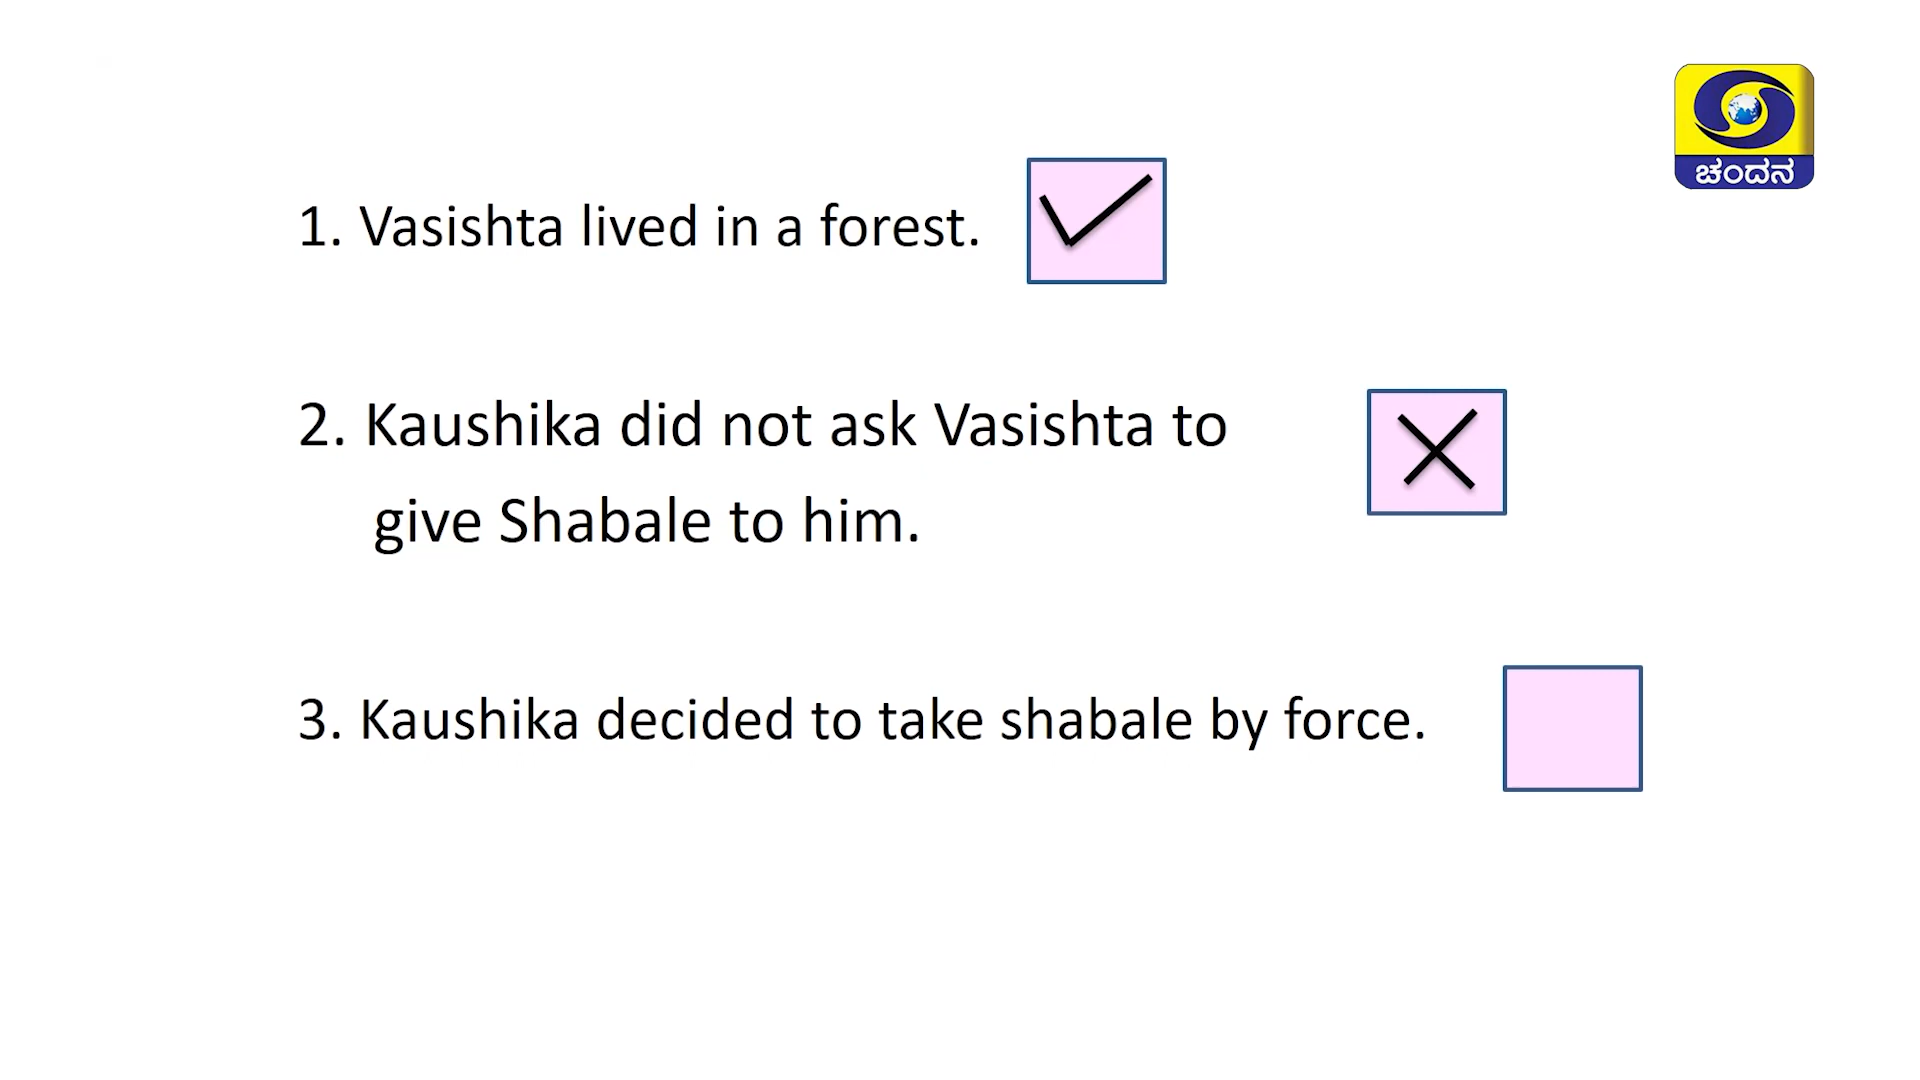 ಚಂದನ
1. Vasishta lived in a forest.
2. Kaushika did not ask Vasishta to
give Shabale to him.
3. Kaushika decided to take shabale by force.